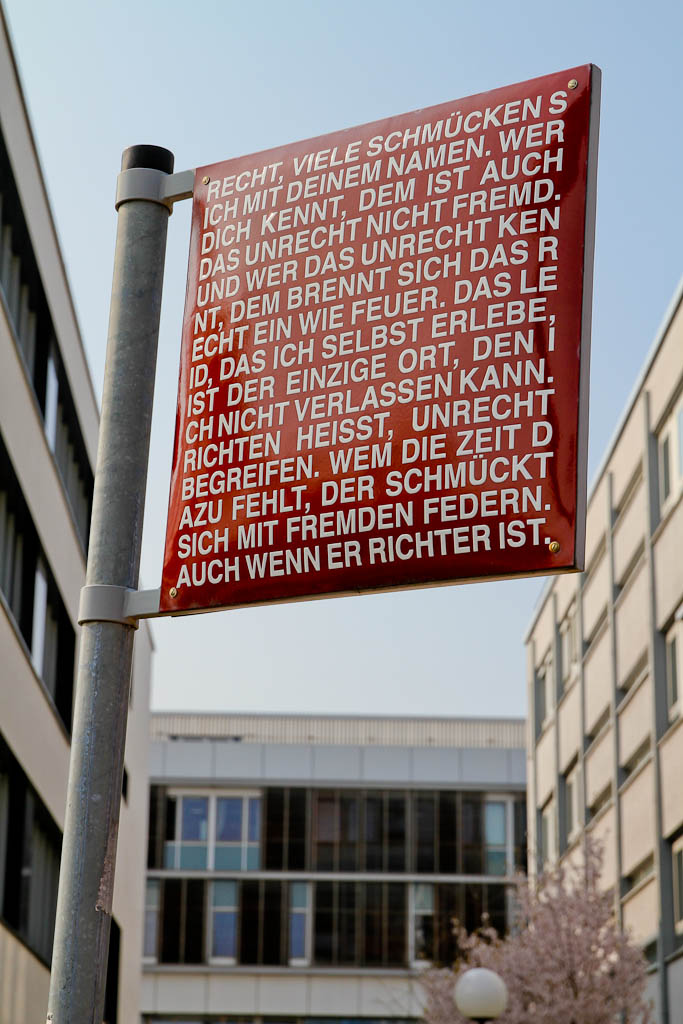 RECHT, VIELE SCHMÜCKEN S
ICH MIT DEINEM NAMEN. WER
DICH KENNT, DEM IST AUCH
DAS UNRECHT NICHT FREMD.
UND WER DAS UNRECHT KEN
NT, DEM BRENNT SICH DAS R
ECHT EIN WIE FEUER. DAS LE
ID, DAS ICH SELBST ERLEBE,
IST DER EINZIGE ORT, DEN I
CH NICHT VERLASSEN KANN.
RICHTEN HEISST, UNRECHT
BEGREIFEN. WEM DIE ZEIT D
AZU FEHLT, DER SCHMÜCKT
SICH MIT FREMDEN FEDERN.
AUCH WENN ER RICHTER IST.